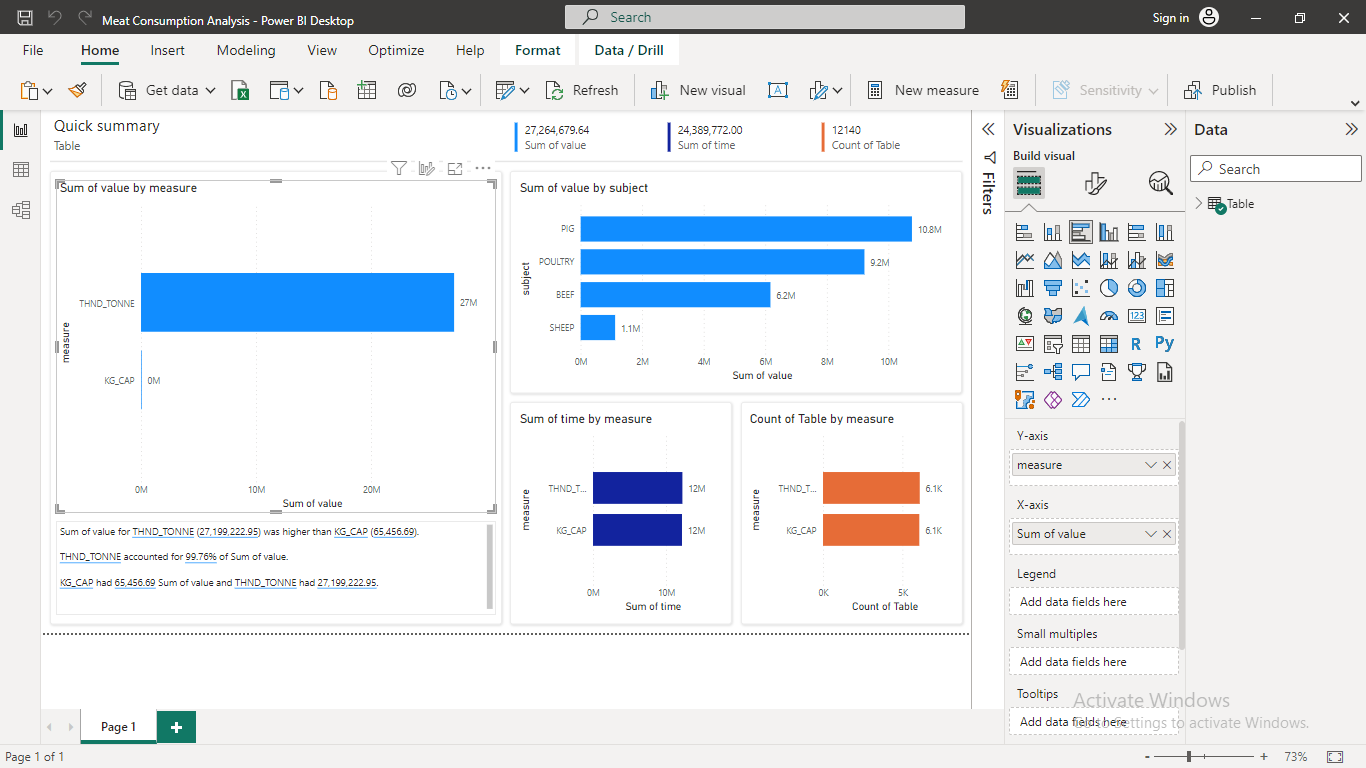 Meat Consumption Analysis - Power BI Desktop
Search
Sign in
File
Home
Insert
Modeling
View
Optimize
Help
Format
Data / Drill
Get data
Refresh
New visual
New measure
Sensitivity
Publish
Quick summary
Table
27,264,679.64
Sum of value
24,389,772.00
Sum of time
12140
Count of Table
Sum of value by measure
measure
THND_TONNE
27M
KG_CAP
0M
0M
10M
20M
Sum of value
Sum of value for THND_TONNE (27,199,222.95) was higher than KG_CAP (65,456.69).
THND_TONNE accounted for 99.76% of Sum of value.
KG_CAP had 65,456.69 Sum of value and THND_TONNE had 27,199,222.95.
Sum of value by subject
subject
PIG
10.8M
POULTRY
9.2M
BEEF
6.2M
SHEEP
1.1M
0M
2M
4M
6M
8M
10M
Sum of value
Sum of time by measure
measure
THND_T...
12M
KG_CAP
12M
0M
10M
Sum of time
Count of Table by measure
measure
THND_T...
6.1K
KG_CAP
6.1K
0K
5K
Count of Table
Filters
Visualizations
Build visual
123
R
Py
Y-axis
measure
X-axis
Sum of value
Legend
Add data fields here
Small multiples
Add data fields here
Tooltips
Add data fields here
Data
Search
Table
Activate Windows
Go to Settings to activate Windows.
Page 1
Page 1 of 1
73%